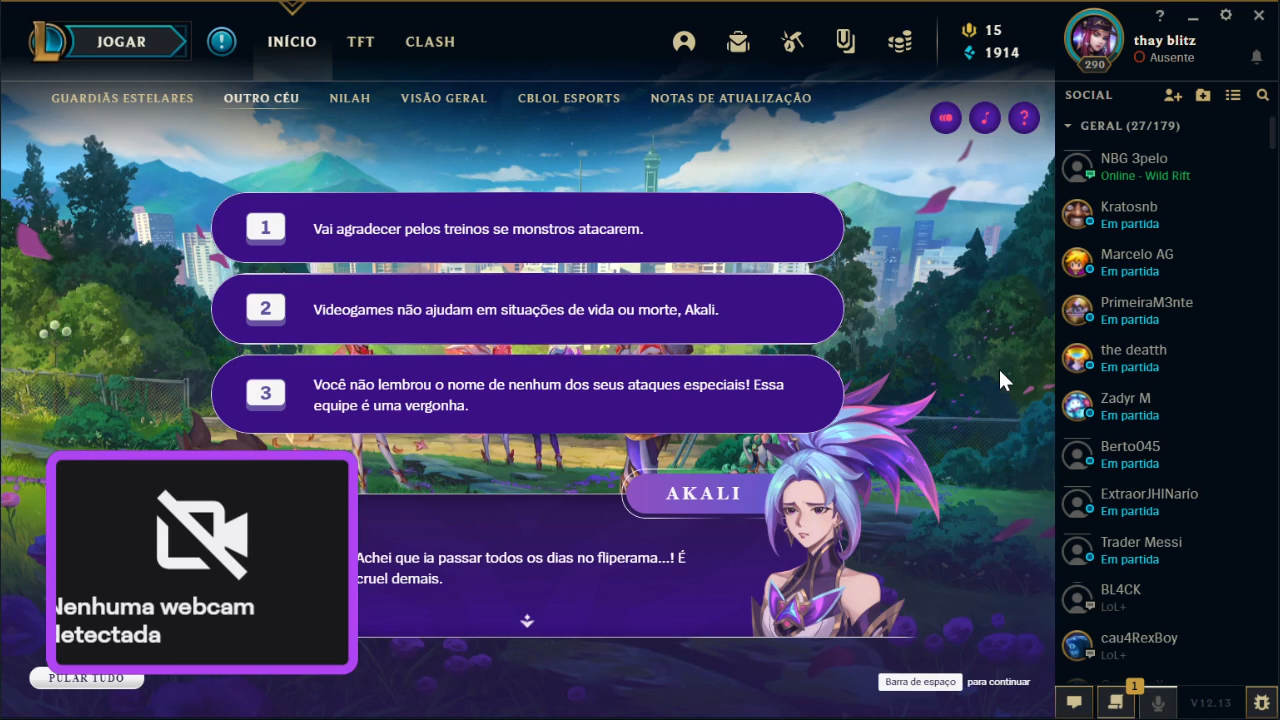 JOGAR
INÍCIO
TFT
CLASH
15
1914
?
290
thay blitz
Ausente
GUARDIÃS ESTELARES
OUTRO CÉU
NILAH
VISÃO GERAL
CBLOL ESPORTS
NOTAS DE ATUALIZAÇÃO
?
SOCIAL
GERAL (27/179)
NBG 3pelo
Online - Wild Rift
Kratosnb
Em partida
Marcelo AG
Em partida
PrimeiraM3nte
Em partida
the deatth
Em partida
Zadyr M
Em partida
Berto045
Em partida
ExtraorJHINarío
Em partida
Trader Messi
Em partida
BL4CK
LoL+
cau4RexBoy
LoL+
1
V12.13
1
Vai agradecer pelos treinos se monstros atacarem.
2
Videogames não ajudam em situações de vida ou morte, Akali.
3
Você não lembrou o nome de nenhum dos seus ataques especiais! Essa
equipe é uma vergonha.
AKALI
Achei que ia passar todos os dias no fliperama...! É
cruel demais.
Nenhuma webcam
detectada
PULAR TUDO
Barra de espaço para continuar